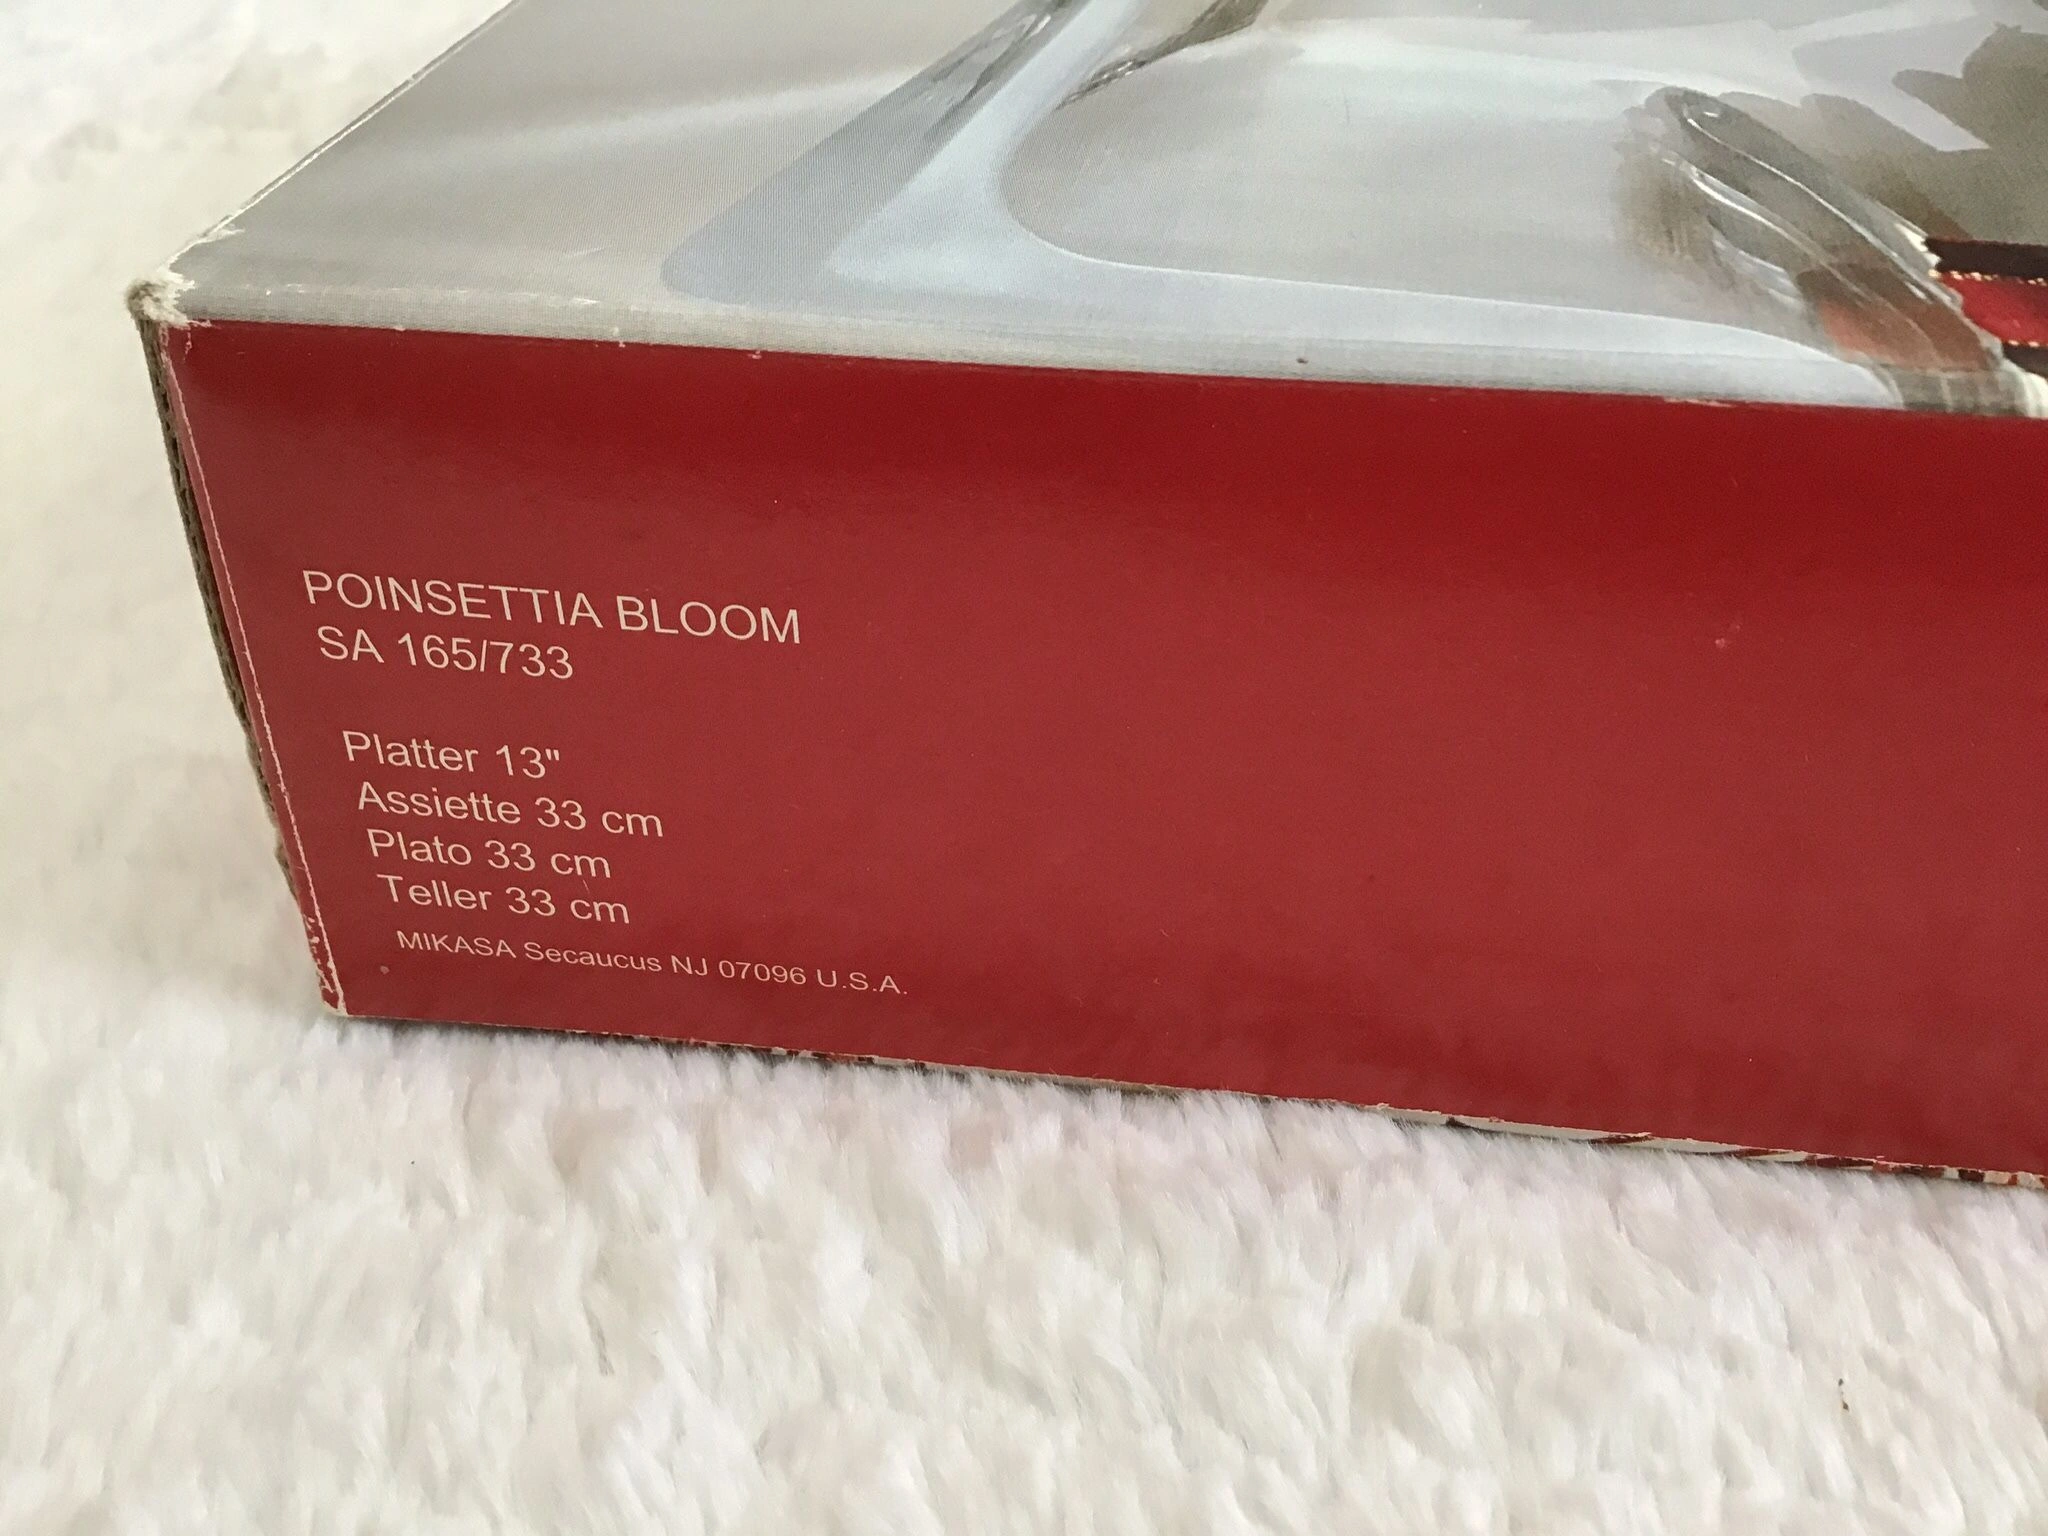 POINSETTIA BLOOM
SA 165/733
Platter 13"
Assiette 33 cm
Plato 33 cm
Teller 33 cm
MIKASA Secaucus NJ 07096 U.S.A.